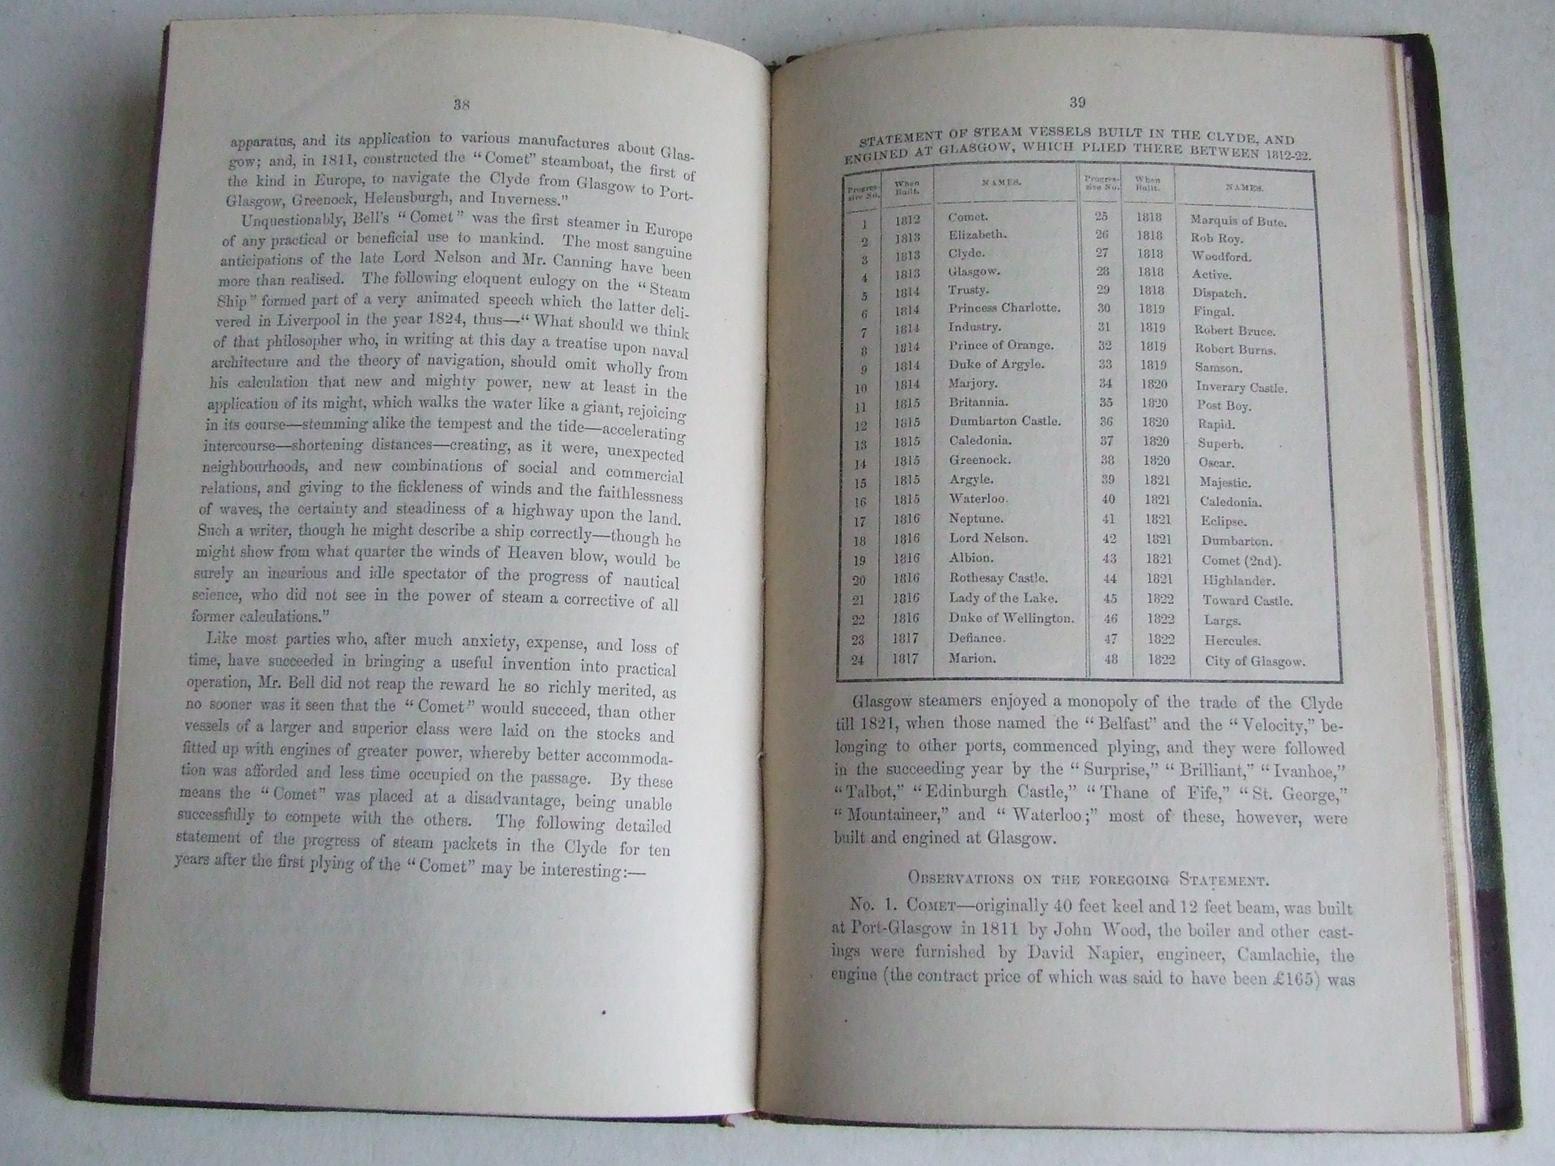 38
apparatus, and its application to various manufactures about Glas-
gow; and, in 1811, constructed the "Comet" steamboat, the first of
the kind in Europe, to navigate the Clyde from Glasgow to Port-
Glasgow, Greenock, Helensburgh, and Inverness."
Unquestionably, Bell's "Comet" was the first steamer in Europe
of any practical or beneficial use to mankind. The most sanguine
anticipations of the late Lord Nelson and Mr. Canning have been
more than realised. The following eloquent eulogy on the "Steam
Ship" formed part of a very animated speech which the latter deli-
vered in Liverpool in the year 1824, thus—"What should we think
of that philosopher who, in writing at this day a treatise upon naval
architecture and the theory of navigation, should omit wholly from
his calculation that new and mighty power, new at least in the
application of its might, which walks the water like a giant, rejoicing
in its course—stemming alike the tempest and the tide—accelerating
intercourse—shortening distances—creating, as it were, unexpected
neighbourhoods, and new combinations of social and commercial
relations, and giving to the fickleness of winds and the faithlessness
of waves, the certainty and steadiness of a highway upon the land.
Such a writer, though he might describe a ship correctly—though he
might show from what quarter the winds of Heaven blow, would be
surely an incurious and idle spectator of the progress of nautical
science, who did not see in the power of steam a corrective of all
former calculations."
Like most parties who, after much anxiety, expense, and loss of
time, have succeeded in bringing a useful invention into practical
operation, Mr. Bell did not reap the reward he so richly merited, as
no sooner was it seen that the "Comet" would succeed, than other
vessels of a larger and superior class were laid on the stocks and
fitted up with engines of greater power, whereby better accommoda-
tion was afforded and less time occupied on the passage. By these
means the "Comet" was placed at a disadvantage, being unable
successfully to compete with the others. The following detailed
statement of the progress of steam packets in the Clyde for ten
years after the first plying of the "Comet" may be interesting:—
39
STATEMENT OF STEAM VESSELS BUILT IN THE CLYDE, AND
ENGINED AT GLASGOW, WHICH PLIED THERE BETWEEN 1812-22.
Progres- When NAMES. Progres- When NAMES.
sive No. Built. sive No. Built.
1 1812 Comet. 25 1818 Marquis of Bute.
2 1813 Elizabeth. 26 1818 Rob Roy.
3 1813 Clyde. 27 1818 Woodford.
4 1813 Glasgow. 28 1818 Active.
5 1814 Trusty. 29 1818 Dispatch.
6 1814 Princess Charlotte. 30 1819 Fingal.
7 1814 Industry. 31 1819 Robert Bruce.
8 1814 Prince of Orange. 32 1819 Robert Burns.
9 1814 Duke of Argyle. 33 1819 Samson.
10 1814 Marjory. 34 1820 Inverary Castle.
11 1815 Britannia. 35 1820 Post Boy.
12 1815 Dumbarton Castle. 36 1820 Rapid.
13 1815 Caledonia. 37 1820 Superb.
14 1815 Greenock. 38 1820 Oscar.
15 1815 Argyle. 39 1821 Majestic.
16 1815 Waterloo. 40 1821 Caledonia.
17 1816 Neptune. 41 1821 Eclipse.
18 1816 Lord Nelson. 42 1821 Dumbarton.
19 1816 Albion. 43 1821 Comet (2nd).
20 1816 Rothesay Castle. 44 1821 Highlander.
21 1816 Lady of the Lake. 45 1822 Toward Castle.
22 1816 Duke of Wellington. 46 1822 Largs.
23 1817 Defiance. 47 1822 Hercules.
24 1817 Marion. 48 1822 City of Glasgow.
Glasgow steamers enjoyed a monopoly of the trade of the Clyde
till 1821, when those named the "Belfast" and the "Velocity," be-
longing to other ports, commenced plying, and they were followed
in the succeeding year by the "Surprise," "Brilliant," "Ivanhoe,"
"Talbot," "Edinburgh Castle," "Thane of Fife," "St. George,"
"Mountaineer," and "Waterloo;" most of these, however, were
built and engined at Glasgow.
OBSERVATIONS ON THE FOREGOING STATEMENT.
No. 1. COMET—originally 40 feet keel and 12 feet beam, was built
at Port-Glasgow in 1811 by John Wood, the boiler and other cast-
ings were furnished by David Napier, engineer, Camlachie, the
engine (the contract price of which was said to have been £165) was